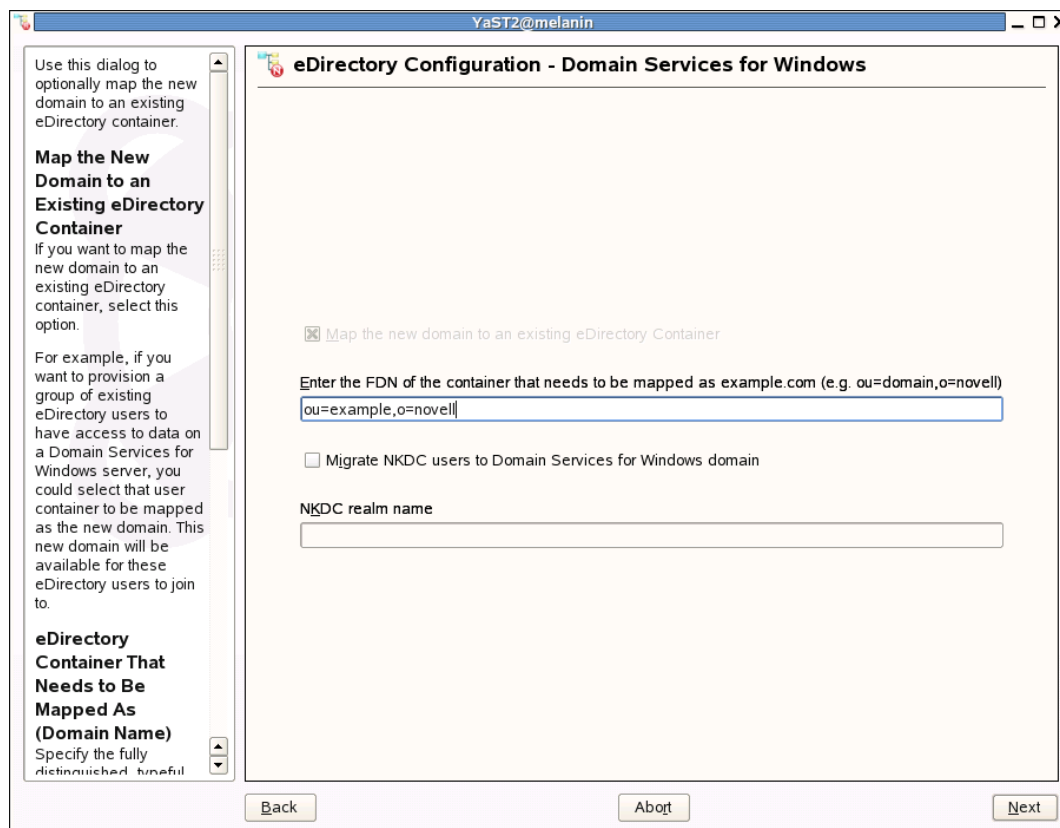 YaST2@melanin
Use this dialog to
optionally map the new
domain to an existing
eDirectory container.
Map the New
Domain to an
Existing eDirectory
Container
If you want to map the
new domain to an
existing eDirectory
container, select this
option.
For example, if you
want to provision a
group of existing
eDirectory users to
have access to data on
a Domain Services for
Windows server, you
could select that user
container to be mapped
as the new domain. This
new domain will be
available for these
eDirectory users to join
to.
eDirectory
Container That
Needs to Be
Mapped As
(Domain Name)
Specify the fully
distinguished, typeful
eDirectory Configuration - Domain Services for Windows
Map the new domain to an existing eDirectory Container
Enter the FDN of the container that needs to be mapped as example.com (e.g. ou=domain,o=novell)
ou=example,o=novell
Migrate NKDC users to Domain Services for Windows domain
NKDC realm name
Back
Abort
Next